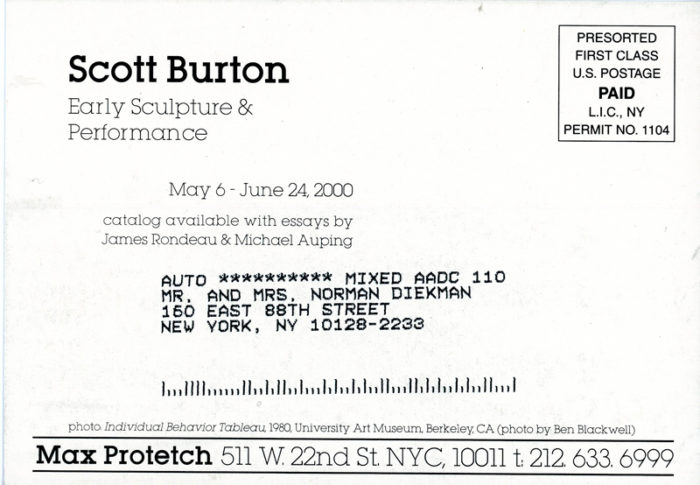 Scott Burton
Early Sculpture &
Performance
PRESORTED
FIRST CLASS
U.S. POSTAGE
PAID
L.I.C., NY
PERMIT NO. 1104
May 6 - June 24, 2000
catalog available with essays by
James Rondeau & Michael Auping
AUTO ********** MIXED AADC 110
MR. AND MRS. NORMAN DIEKMAN
160 EAST 88TH STREET
NEW YORK, NY 10128-2233
photo Individual Behavior Tableau, 1980, University Art Museum, Berkeley, CA (photo by Ben Blackwell)
Max Protetch 511 W. 22nd St. NYC, 10011 t: 212. 633. 6999